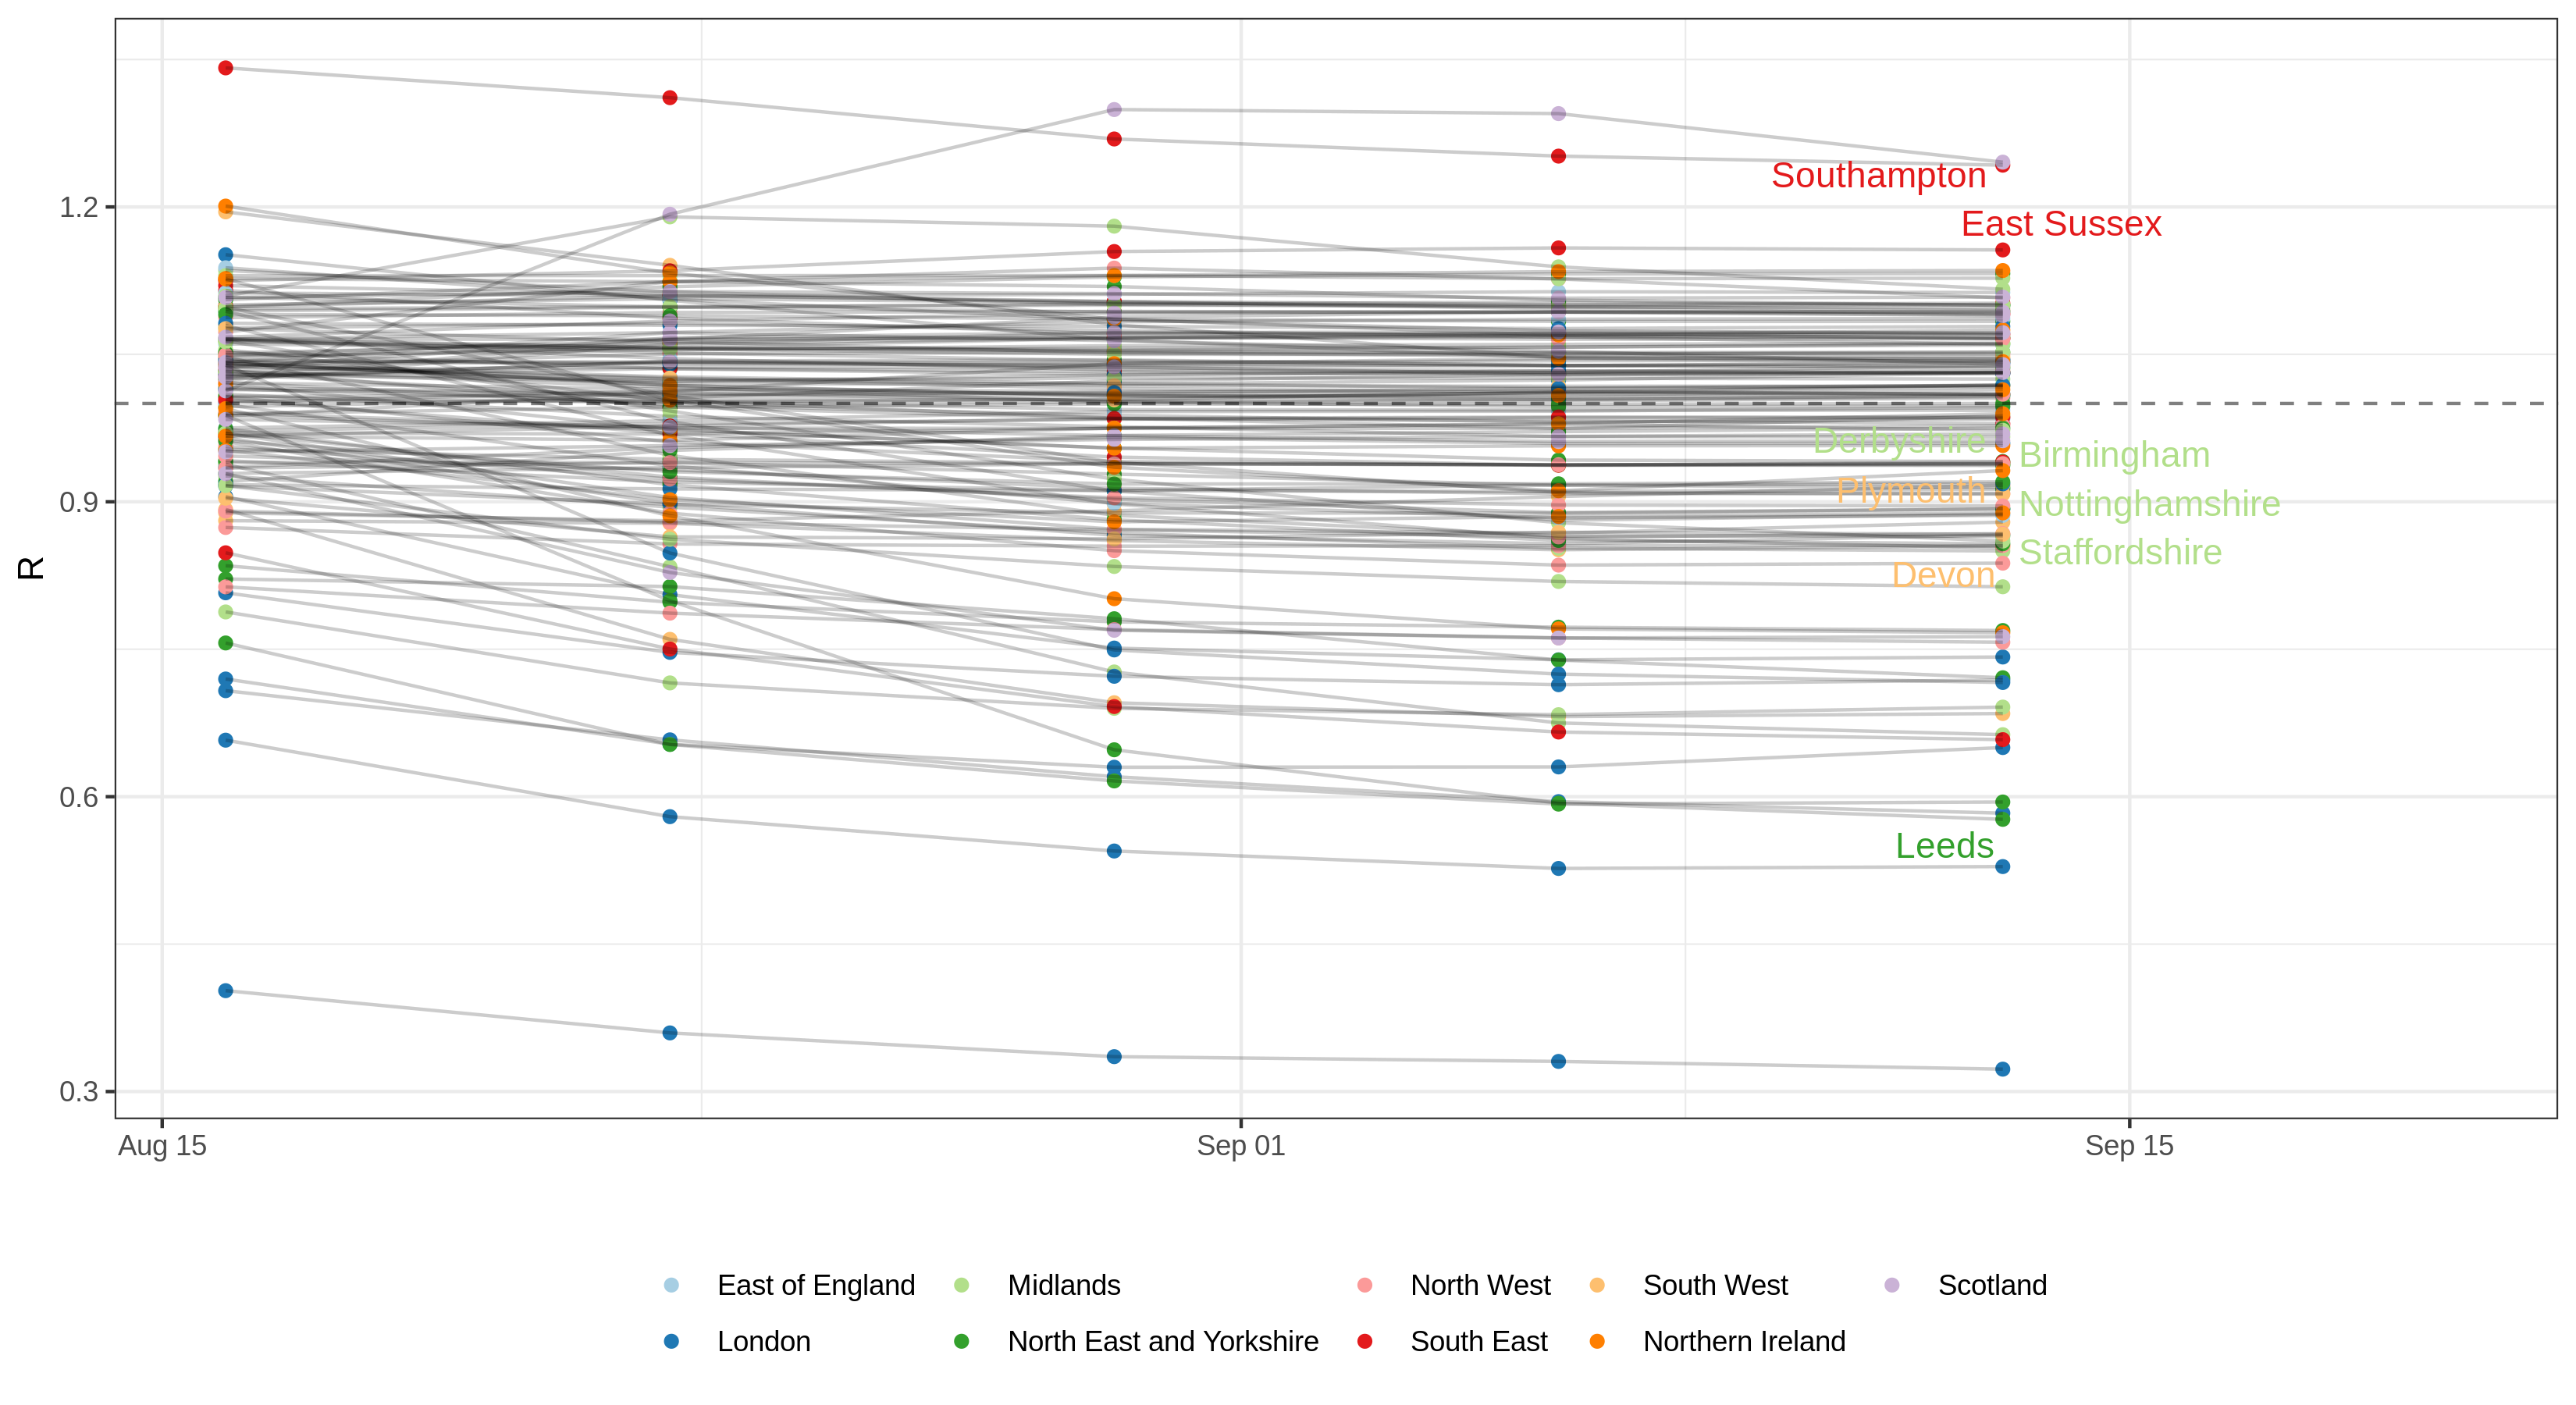 R
1.2
0.9
0.6
0.3
Southampton
East Sussex
Derbyshire
Birmingham
Plymouth
Nottinghamshire
Staffordshire
Devon
Leeds
Aug 15
Sep 01
Sep 15
East of England
Midlands
North West
South West
Scotland
London
North East and Yorkshire
South East
Northern Ireland